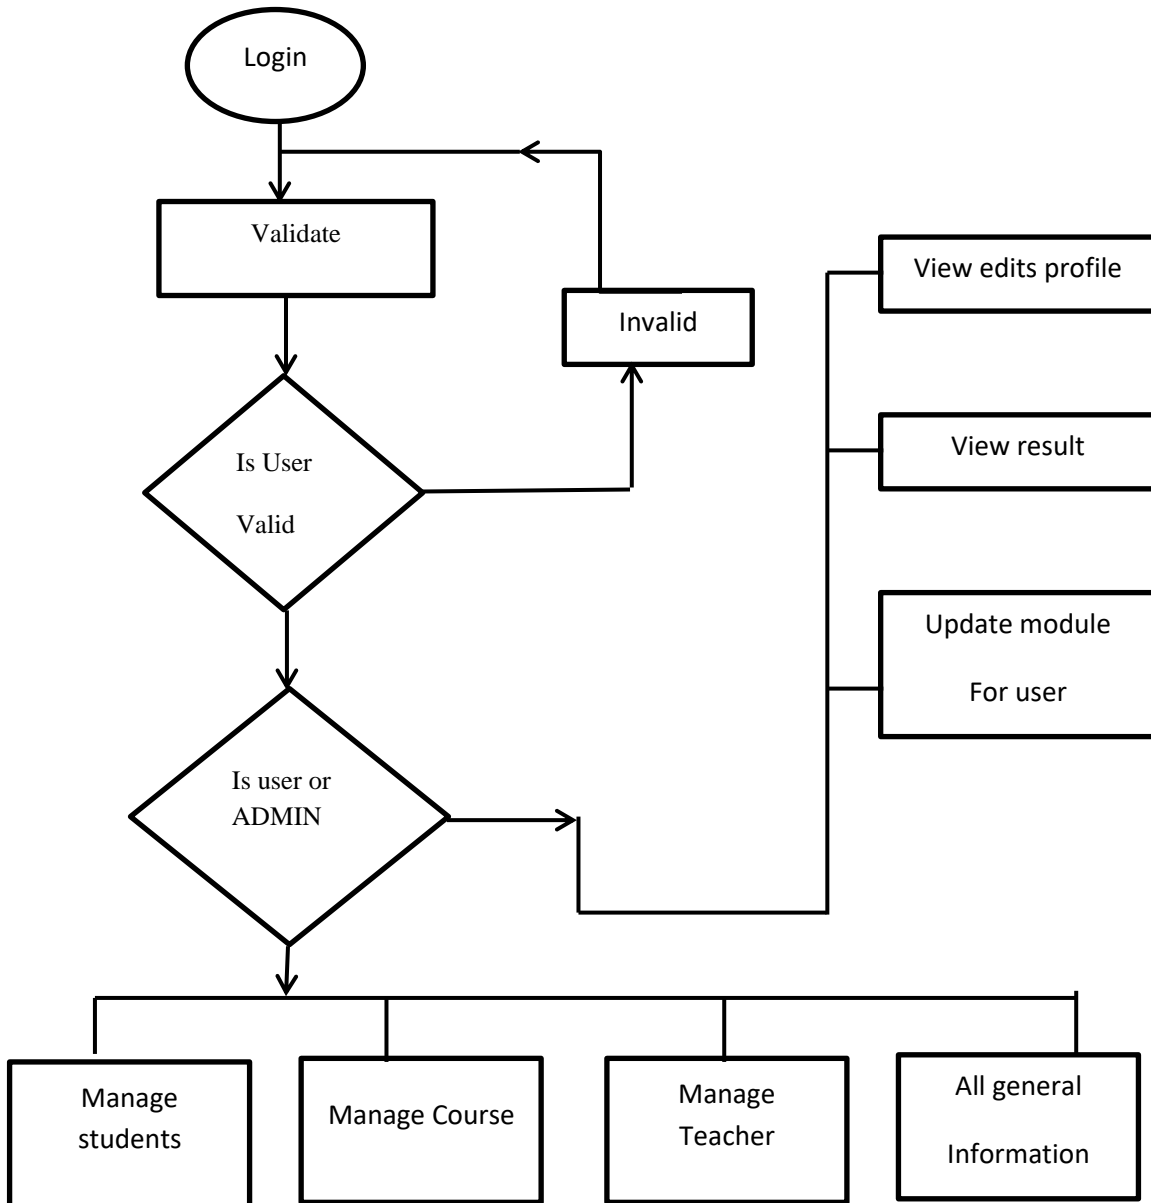 Login
Validate
Invalid
View edits profile
Is User
Valid
View result
Update module
For user
Is user or
ADMIN
Manage
students
Manage Course
Manage
Teacher
All general
Information